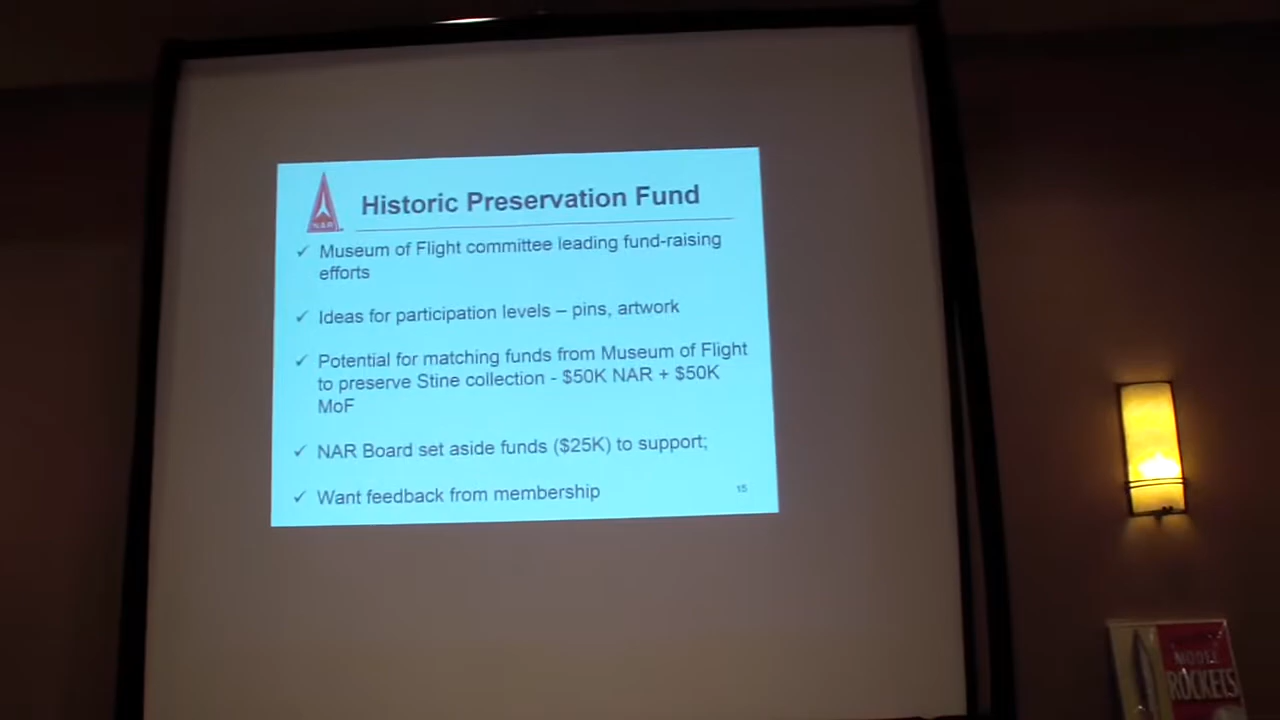 Historic Preservation Fund
NAR
✓ Museum of Flight committee leading fund-raising
efforts
✓ Ideas for participation levels – pins, artwork
✓ Potential for matching funds from Museum of Flight
to preserve Stine collection - $50K NAR + $50K
MoF
✓ NAR Board set aside funds ($25K) to support;
✓ Want feedback from membership
15
MODEL
ROCKETS